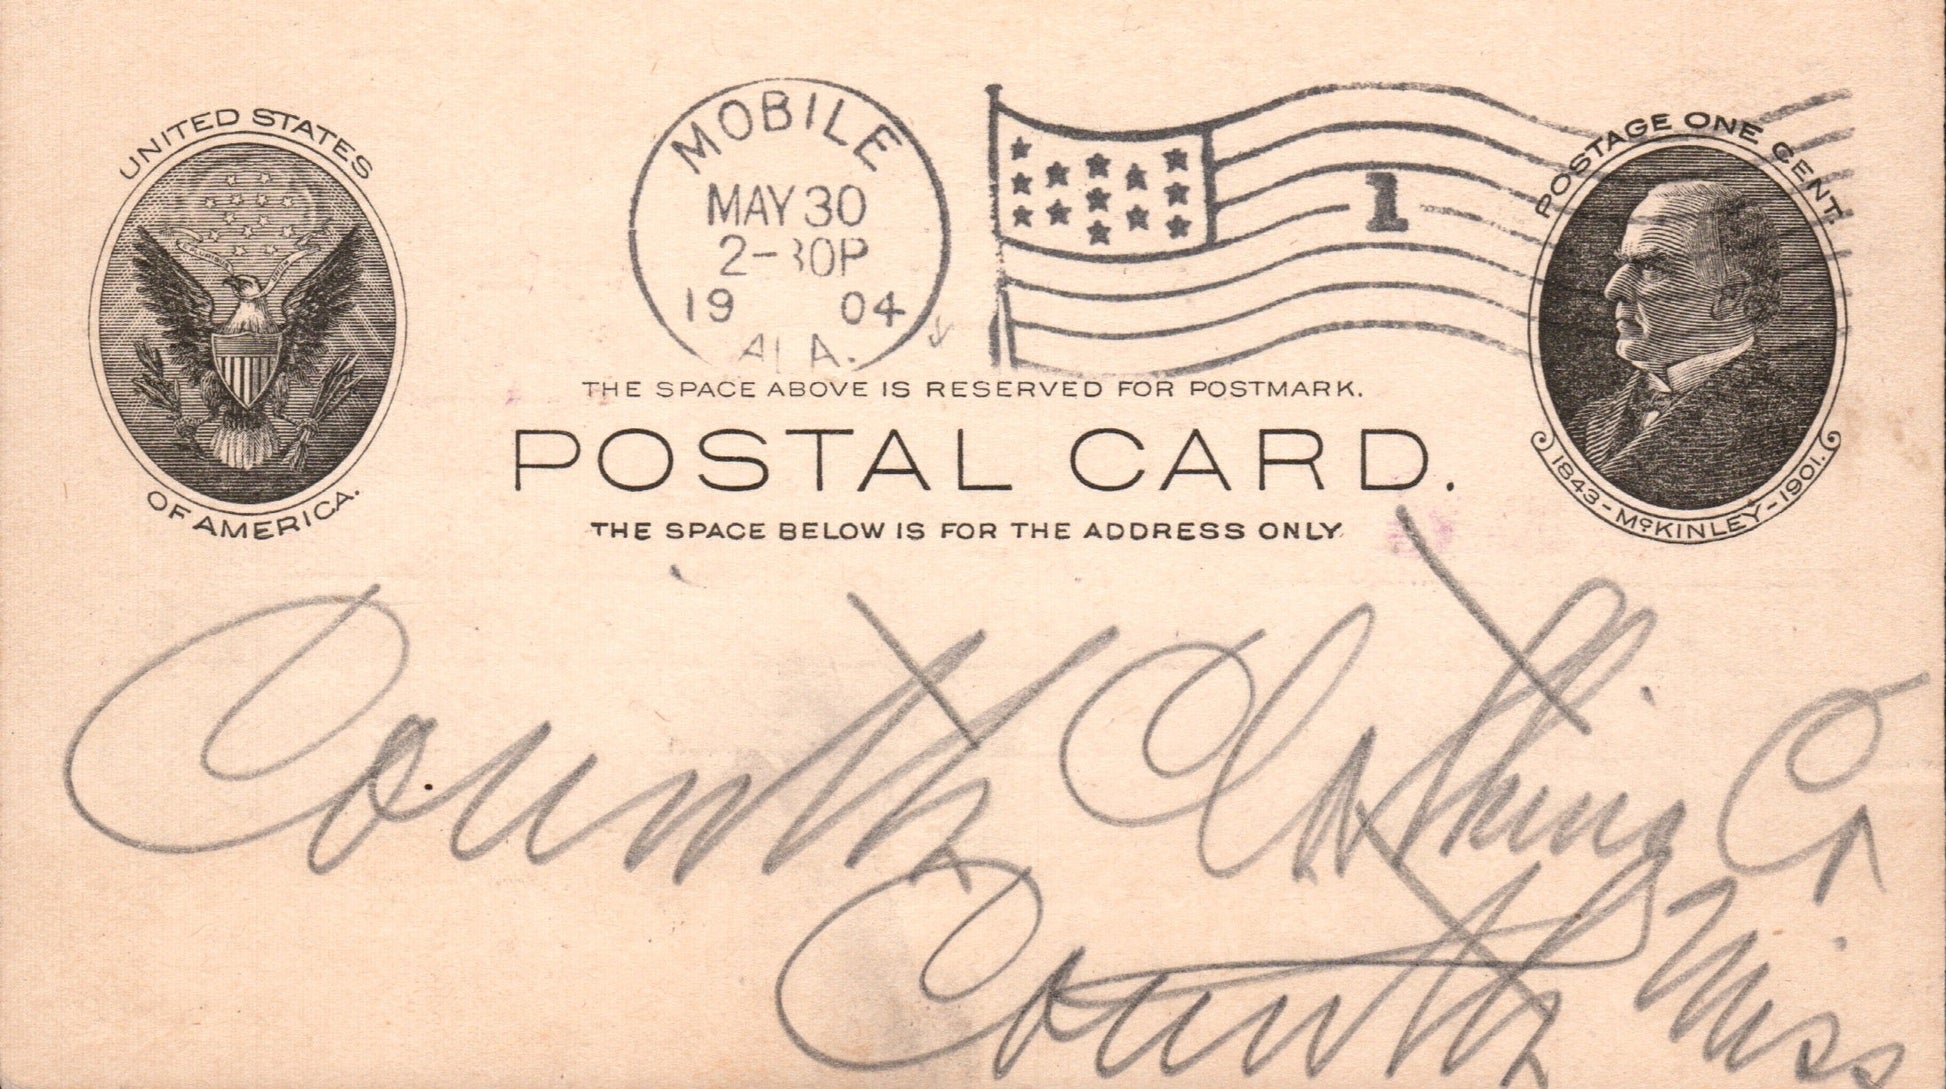 UNITED STATES
OF AMERICA.
MOBILE
MAY 30
2-30P
19 04
ALA.
1
POSTAGE ONE CENT.
1843-McKINLEY-1901.
THE SPACE ABOVE IS RESERVED FOR POSTMARK.
POSTAL CARD.
THE SPACE BELOW IS FOR THE ADDRESS ONLY
Corinth Clothing Co
Corinth Miss